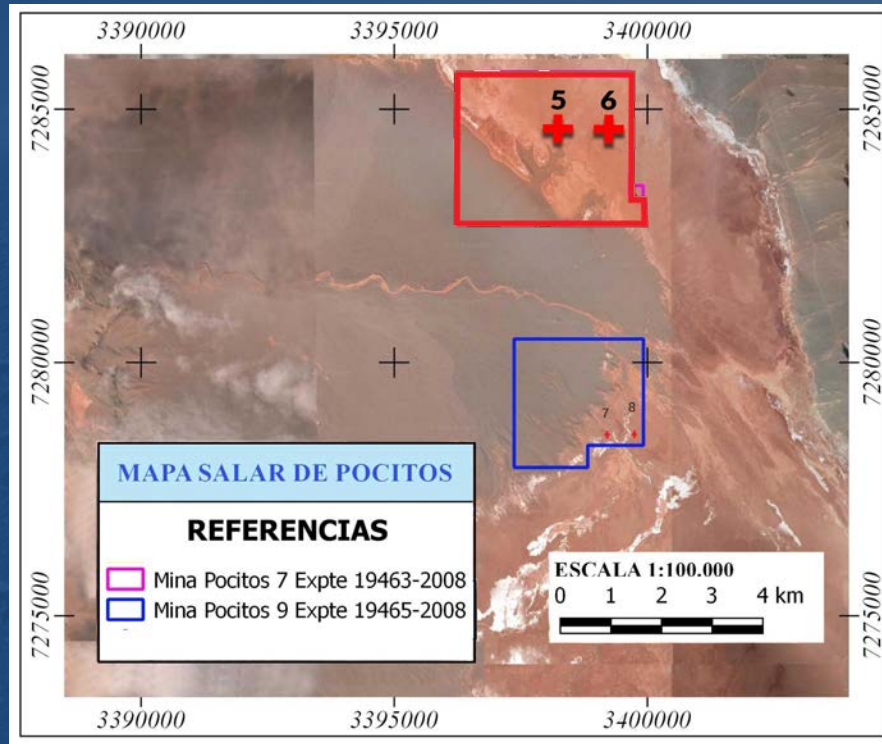 3390000 3395000 3400000
5 6
7285000 7285000
7280000 7280000
7 8
MAPA SALAR DE POCITOS
REFERENCIAS
Mina Pocitos 7 Expte 19463-2008
Mina Pocitos 9 Expte 19465-2008
ESCALA 1:100.000
0 1 2 3 4 km
7275000 7275000
3390000 3395000 3400000